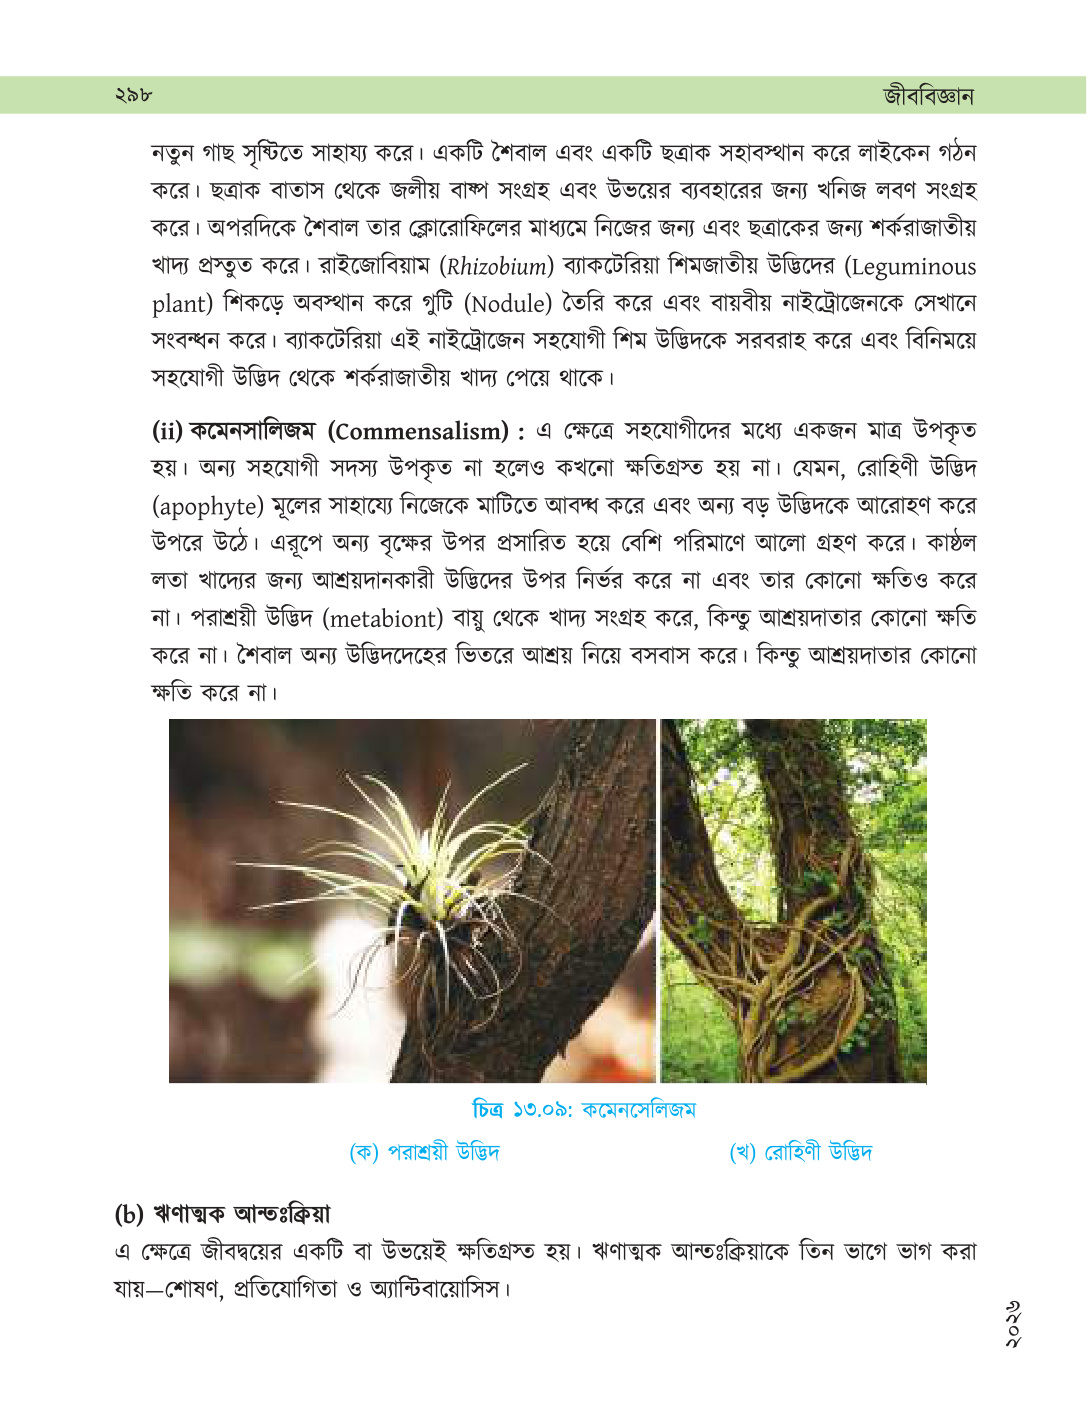 ২৯৮
জীববিজ্ঞান
নতুন গাছ সৃষ্টিতে সাহায্য করে। একটি শৈবাল এবং একটি ছত্রাক সহাবস্থান করে লাইকেন গঠন
করে। ছত্রাক বাতাস থেকে জলীয় বাষ্প সংগ্রহ এবং উভয়ের ব্যবহারের জন্য খনিজ লবণ সংগ্রহ
করে। অপরদিকে শৈবাল তার ক্লোরোফিলের মাধ্যমে নিজের জন্য এবং ছত্রাকের জন্য শর্করাজাতীয়
খাদ্য প্রস্তুত করে। রাইজোবিয়াম (Rhizobium) ব্যাকটেরিয়া শিমজাতীয় উদ্ভিদের (Leguminous
plant) শিকড়ে অবস্থান করে গুটি (Nodule) তৈরি করে এবং বায়বীয় নাইট্রোজেনকে সেখানে
সংবন্ধন করে। ব্যাকটেরিয়া এই নাইট্রোজেন সহযোগী শিম উদ্ভিদকে সরবরাহ করে এবং বিনিময়ে
সহযোগী উদ্ভিদ থেকে শর্করাজাতীয় খাদ্য পেয়ে থাকে।
(ii) কমেনসালিজম (Commensalism) : এ ক্ষেত্রে সহযোগীদের মধ্যে একজন মাত্র উপকৃত
হয়। অন্য সহযোগী সদস্য উপকৃত না হলেও কখনো ক্ষতিগ্রস্ত হয় না। যেমন, রোহিণী উদ্ভিদ
(apophyte) মূলের সাহায্যে নিজেকে মাটিতে আবদ্ধ করে এবং অন্য বড় উদ্ভিদকে আরোহণ করে
উপরে উঠে। এরূপে অন্য বৃক্ষের উপর প্রসারিত হয়ে বেশি পরিমাণে আলো গ্রহণ করে। কাষ্ঠল
লতা খাদ্যের জন্য আশ্রয়দানকারী উদ্ভিদের উপর নির্ভর করে না এবং তার কোনো ক্ষতিও করে
না। পরাশ্রয়ী উদ্ভিদ (metabiont) বায়ু থেকে খাদ্য সংগ্রহ করে, কিন্তু আশ্রয়দাতার কোনো ক্ষতি
করে না। শৈবাল অন্য উদ্ভিদদেহের ভিতরে আশ্রয় নিয়ে বসবাস করে। কিন্তু আশ্রয়দাতার কোনো
ক্ষতি করে না।
চিত্র ১৩.০৯: কমেনসেলিজম
(ক) পরাশ্রয়ী উদ্ভিদ
(খ) রোহিণী উদ্ভিদ
(b) ঋণাত্মক আন্তঃক্রিয়া
এ ক্ষেত্রে জীবদ্বয়ের একটি বা উভয়েই ক্ষতিগ্রস্ত হয়। ঋণাত্মক আন্তঃক্রিয়াকে তিন ভাগে ভাগ করা
যায়—শোষণ, প্রতিযোগিতা ও অ্যান্টিবায়োসিস।
২০২৬